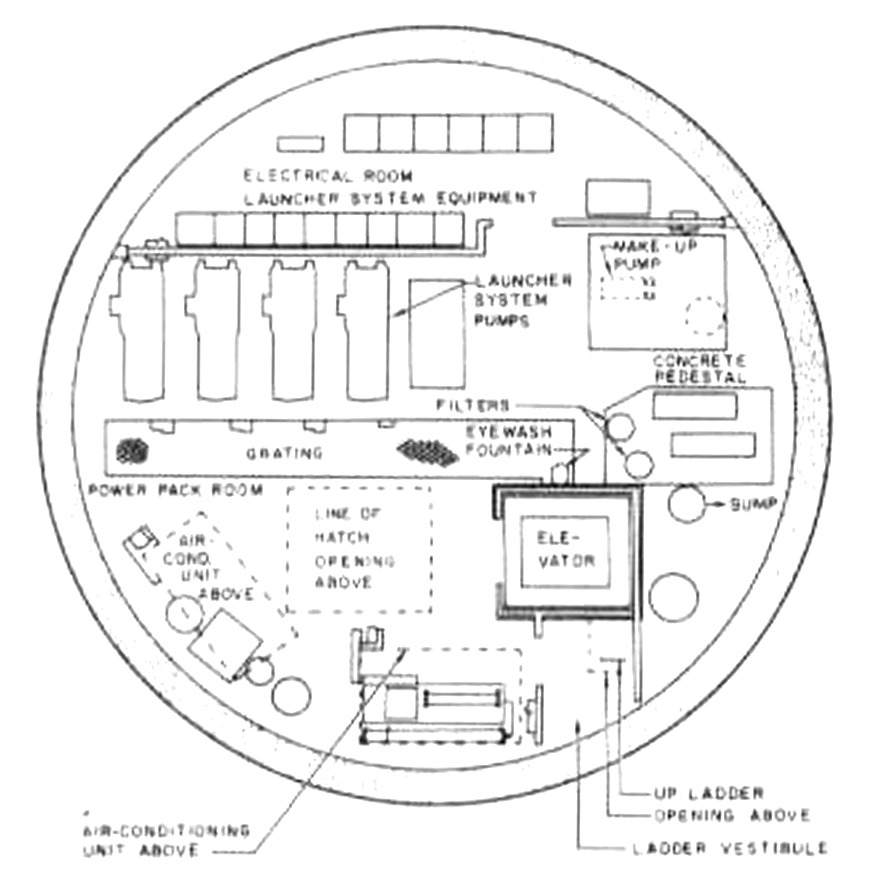 ELECTRICAL ROOM
LAUNCHER SYSTEM EQUIPMENT
MAKE-UP
PUMP
LAUNCHER
SYSTEM
PUMPS
CONCRETE
PEDESTAL
FILTERS
EYEWASH
FOUNTAIN
GRATING
POWER PACK ROOM
SUMP
LINE OF
HATCH
OPENING
ABOVE
ELE-
VATOR
AIR-
COND.
UNIT
ABOVE
UP LADDER
OPENING ABOVE
LADDER VESTIBULE
AIR-CONDITIONING
UNIT ABOVE